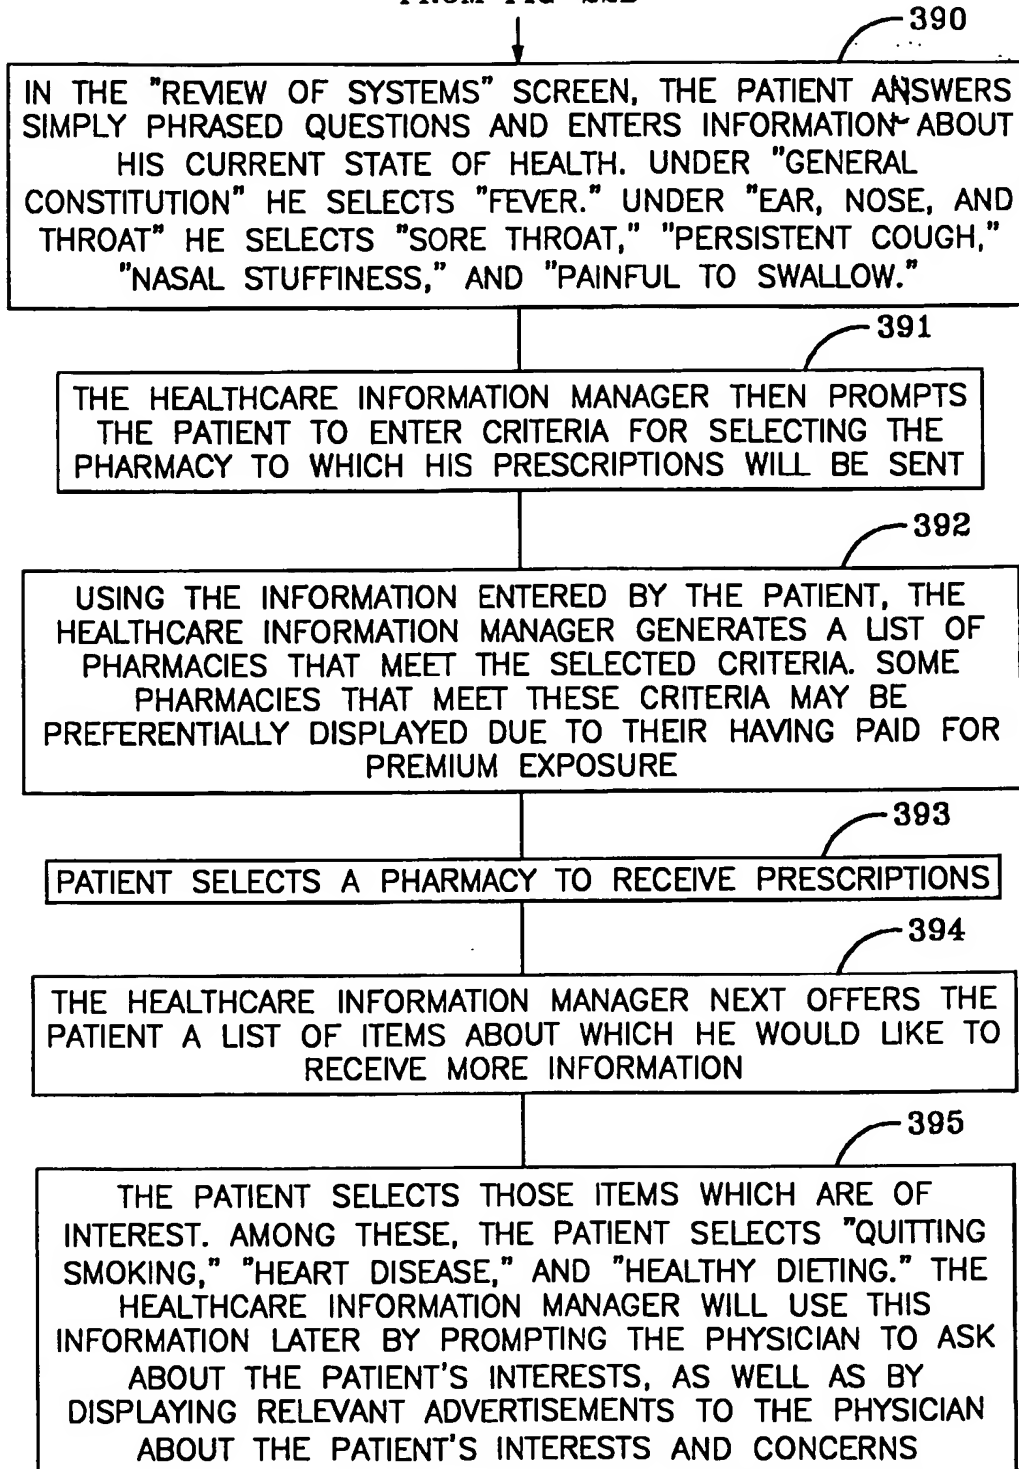 390
IN THE "REVIEW OF SYSTEMS" SCREEN, THE PATIENT ANSWERS
SIMPLY PHRASED QUESTIONS AND ENTERS INFORMATION ABOUT
HIS CURRENT STATE OF HEALTH. UNDER "GENERAL
CONSTITUTION" HE SELECTS "FEVER." UNDER "EAR, NOSE, AND
THROAT" HE SELECTS "SORE THROAT," "PERSISTENT COUGH,"
"NASAL STUFFINESS," AND "PAINFUL TO SWALLOW."
391
THE HEALTHCARE INFORMATION MANAGER THEN PROMPTS
THE PATIENT TO ENTER CRITERIA FOR SELECTING THE
PHARMACY TO WHICH HIS PRESCRIPTIONS WILL BE SENT
392
USING THE INFORMATION ENTERED BY THE PATIENT, THE
HEALTHCARE INFORMATION MANAGER GENERATES A LIST OF
PHARMACIES THAT MEET THE SELECTED CRITERIA. SOME
PHARMACIES THAT MEET THESE CRITERIA MAY BE
PREFERENTIALLY DISPLAYED DUE TO THEIR HAVING PAID FOR
PREMIUM EXPOSURE
393
PATIENT SELECTS A PHARMACY TO RECEIVE PRESCRIPTIONS
394
THE HEALTHCARE INFORMATION MANAGER NEXT OFFERS THE
PATIENT A LIST OF ITEMS ABOUT WHICH HE WOULD LIKE TO
RECEIVE MORE INFORMATION
395
THE PATIENT SELECTS THOSE ITEMS WHICH ARE OF
INTEREST. AMONG THESE, THE PATIENT SELECTS "QUITTING
SMOKING," "HEART DISEASE," AND "HEALTHY DIETING." THE
HEALTHCARE INFORMATION MANAGER WILL USE THIS
INFORMATION LATER BY PROMPTING THE PHYSICIAN TO ASK
ABOUT THE PATIENT'S INTERESTS, AS WELL AS BY
DISPLAYING RELEVANT ADVERTISEMENTS TO THE PHYSICIAN
ABOUT THE PATIENT'S INTERESTS AND CONCERNS